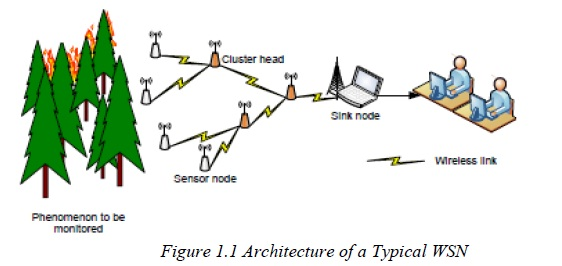 Cluster head
Sink node
Sensor node
Wireless link
Phenomenon to be
monitored
Figure 1.1 Architecture of a Typical WSN